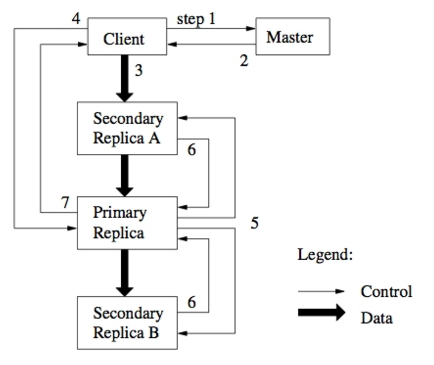 4
step 1
Client
Master
2
3
Secondary
Replica A
6
7
Primary
Replica
5
Legend:
6
Control
Secondary
Replica B
Data